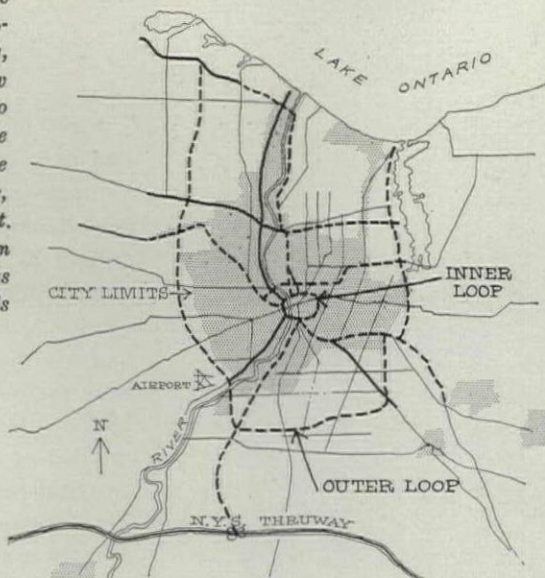 LAKE ONTARIO
INNER
LOOP
CITY LIMITS
AIRPORT
N
RIVER
OUTER LOOP
N.Y.S. THRUWAY